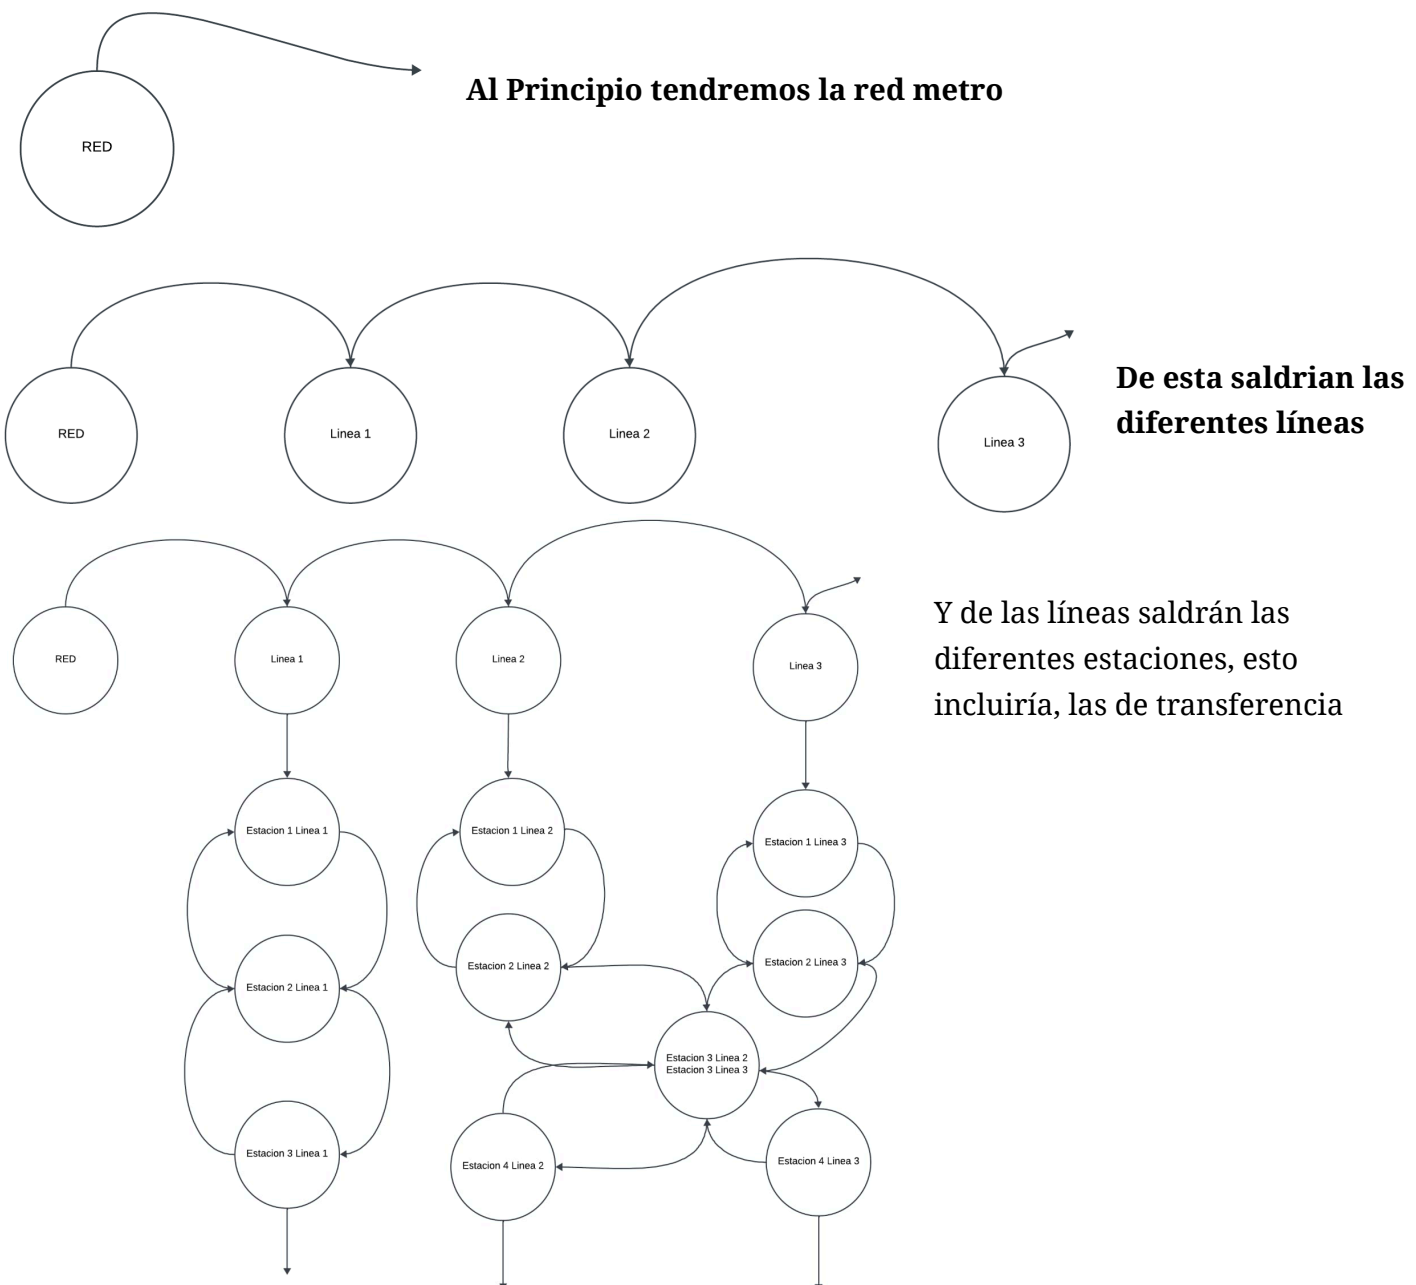 Al Principio tendremos la red metro
RED
RED
Linea 1
Linea 2
Linea 3
De esta saldrian las
diferentes líneas
RED
Linea 1
Linea 2
Linea 3
Y de las líneas saldrán las
diferentes estaciones, esto
incluiría, las de transferencia
Estacion 1 Linea 1
Estacion 1 Linea 2
Estacion 1 Linea 3
Estacion 2 Linea 1
Estacion 2 Linea 2
Estacion 2 Linea 3
Estacion 3 Linea 2
Estacion 3 Linea 3
Estacion 3 Linea 1
Estacion 4 Linea 2
Estacion 4 Linea 3